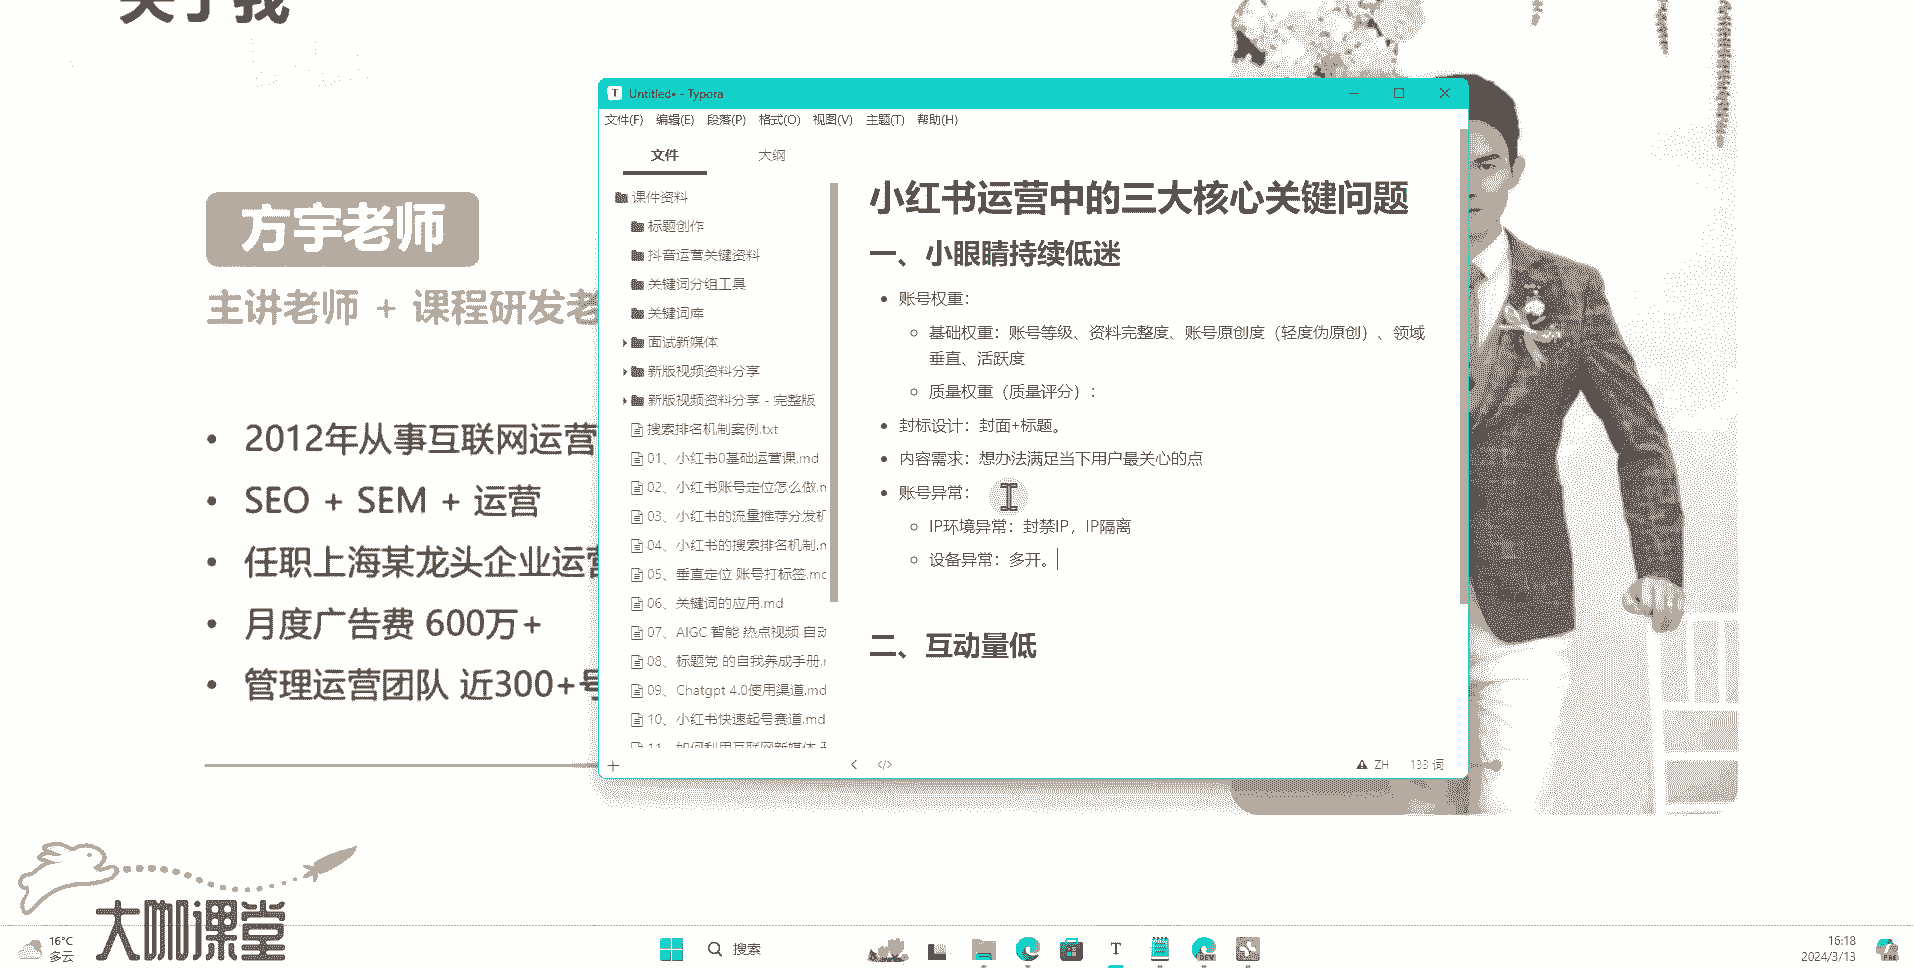 关于我
方宇老师
主讲老师 + 课程研发老
2012年从事互联网运营
SEO + SEM + 运营
任职上海某龙头企业运营
月度广告费 600万+
管理运营团队 近300+号
大咖课堂
Untitled• - Typora
文件(F) 编辑(E) 段落(P) 格式(O) 视图(V) 主题(T) 帮助(H)
文件 大纲
课件资料
标题创作
抖音运营关键资料
关键词分组工具
关键词库
面试新媒体
新版视频资料分享
新版视频资料分享 - 完整版
搜索排名机制案例.txt
01、小红书0基础运营课.md
02、小红书账号定位怎么做.m
03、小红书的流量推荐分发机
04、小红书的搜索排名机制.m
05、垂直定位 账号打标签.md
06、关键词的应用.md
07、AIGC 智能 热点视频 自动
08、标题党 的自我养成手册.m
09、Chatgpt 4.0使用渠道.md
10、小红书快速起号赛道.md
11、如何利用互联网新媒体
小红书运营中的三大核心关键问题
一、小眼睛持续低迷
账号权重：
基础权重：账号等级、资料完整度、账号原创度（轻度伪原创）、领域
垂直、活跃度
质量权重（质量评分）：
封标设计：封面+标题。
内容需求：想办法满足当下用户最关心的点
账号异常：
IP环境异常：封禁IP，IP隔离
设备异常：多开。
二、互动量低
ZH 133 词
16°C
多云
搜索
16:18
2024/3/13